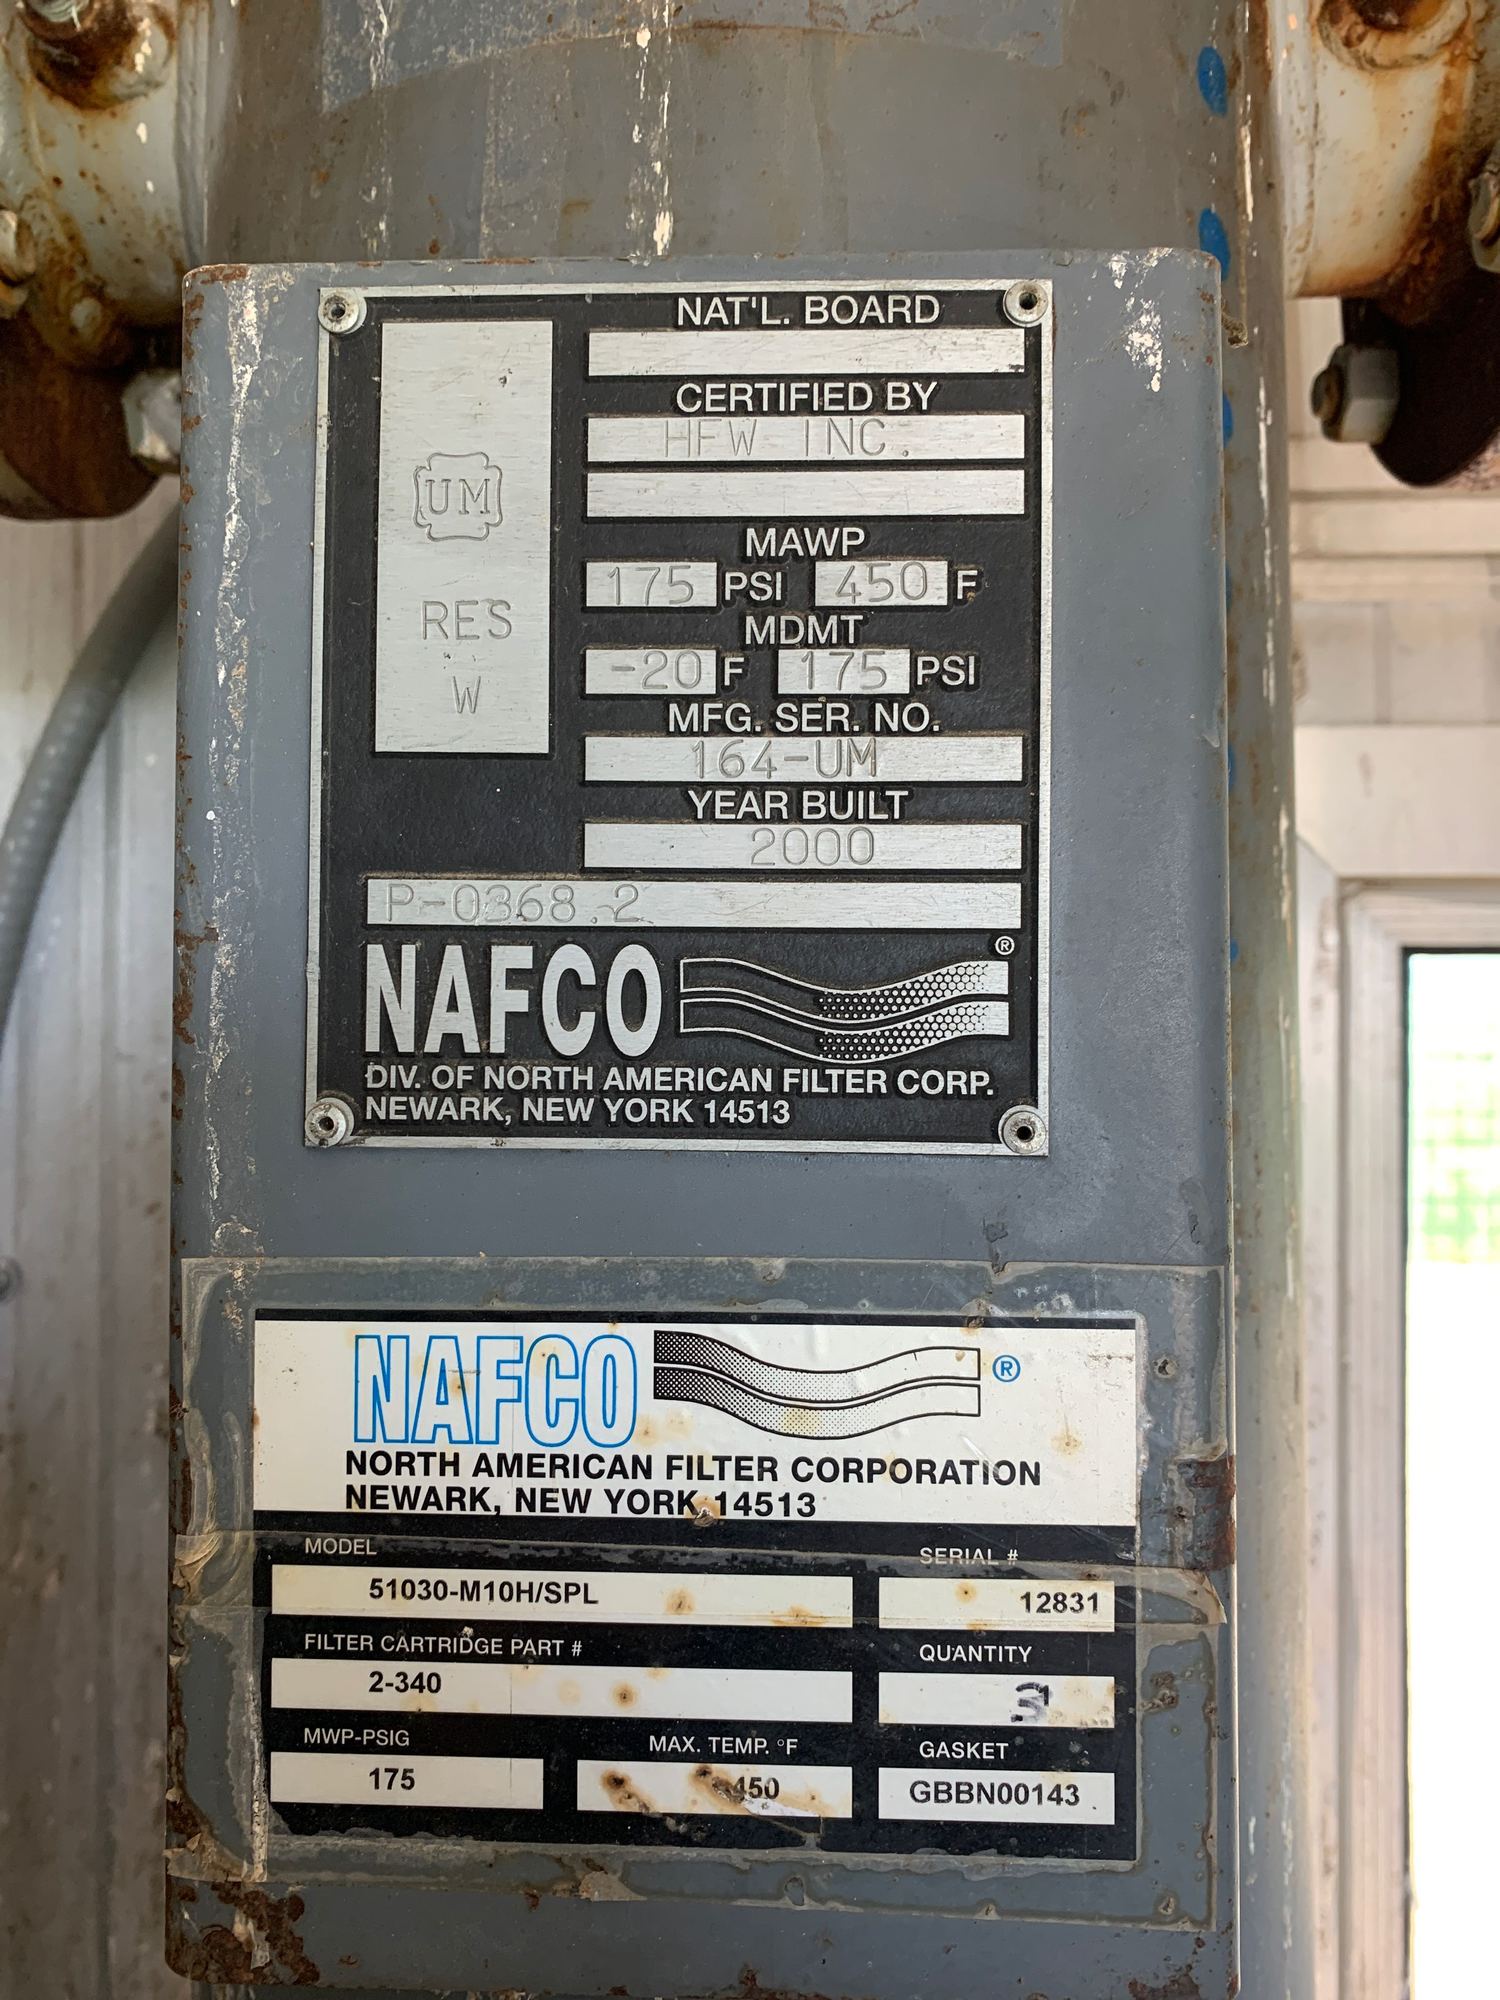 NAT'L. BOARD
CERTIFIED BY
HFW INC.
UM
RES
W
MAWP
175 PSI 450 F
MDMT
-20 F 175 PSI
MFG. SER. NO.
164-UM
YEAR BUILT
2000
P-0368.2
NAFCO ®
DIV. OF NORTH AMERICAN FILTER CORP.
NEWARK, NEW YORK 14513
NAFCO ®
NORTH AMERICAN FILTER CORPORATION
NEWARK, NEW YORK 14513
MODEL SERIAL #
51030-M10H/SPL 12831
FILTER CARTRIDGE PART # QUANTITY
2-340 3
MWP-PSIG MAX. TEMP. °F GASKET
175 450 GBBN00143